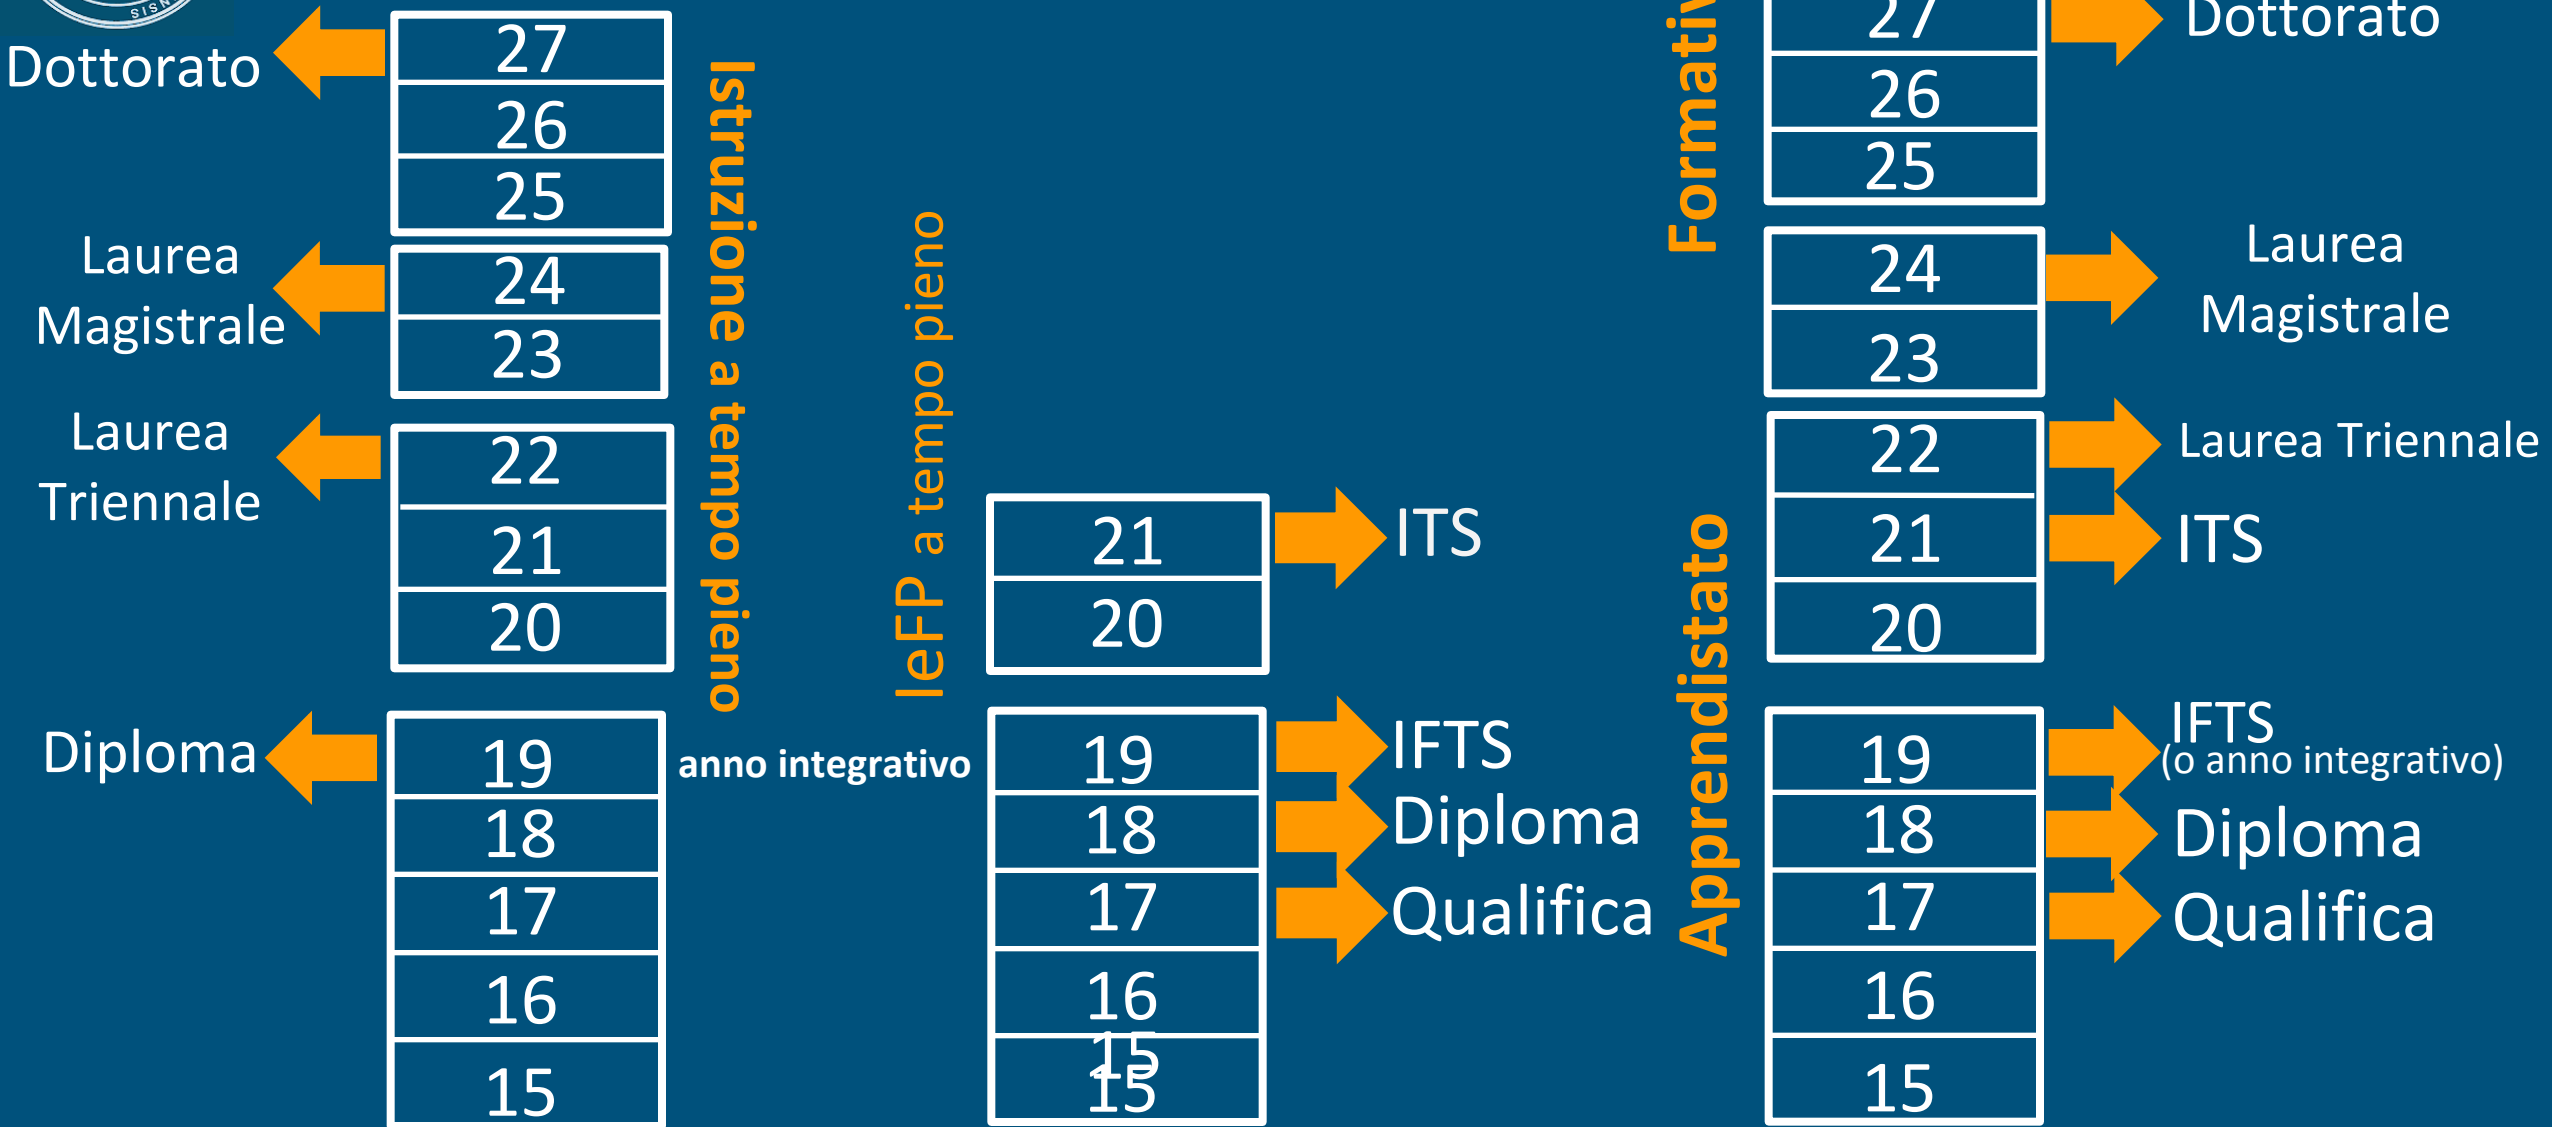 SISN
Dottorato
27
26
25
Laurea
Magistrale
24
23
Laurea
Triennale
22
21
20
Diploma
19
18
17
16
15
Istruzione a tempo pieno
anno integrativo
IeFP a tempo pieno
21
20
ITS
19
18
17
16
15
15
IFTS
Diploma
Qualifica
Apprendistato
Formativ
27
26
25
Dottorato
24
23
Laurea
Magistrale
22
21
20
Laurea Triennale
ITS
19
18
17
16
15
IFTS
(o anno integrativo)
Diploma
Qualifica